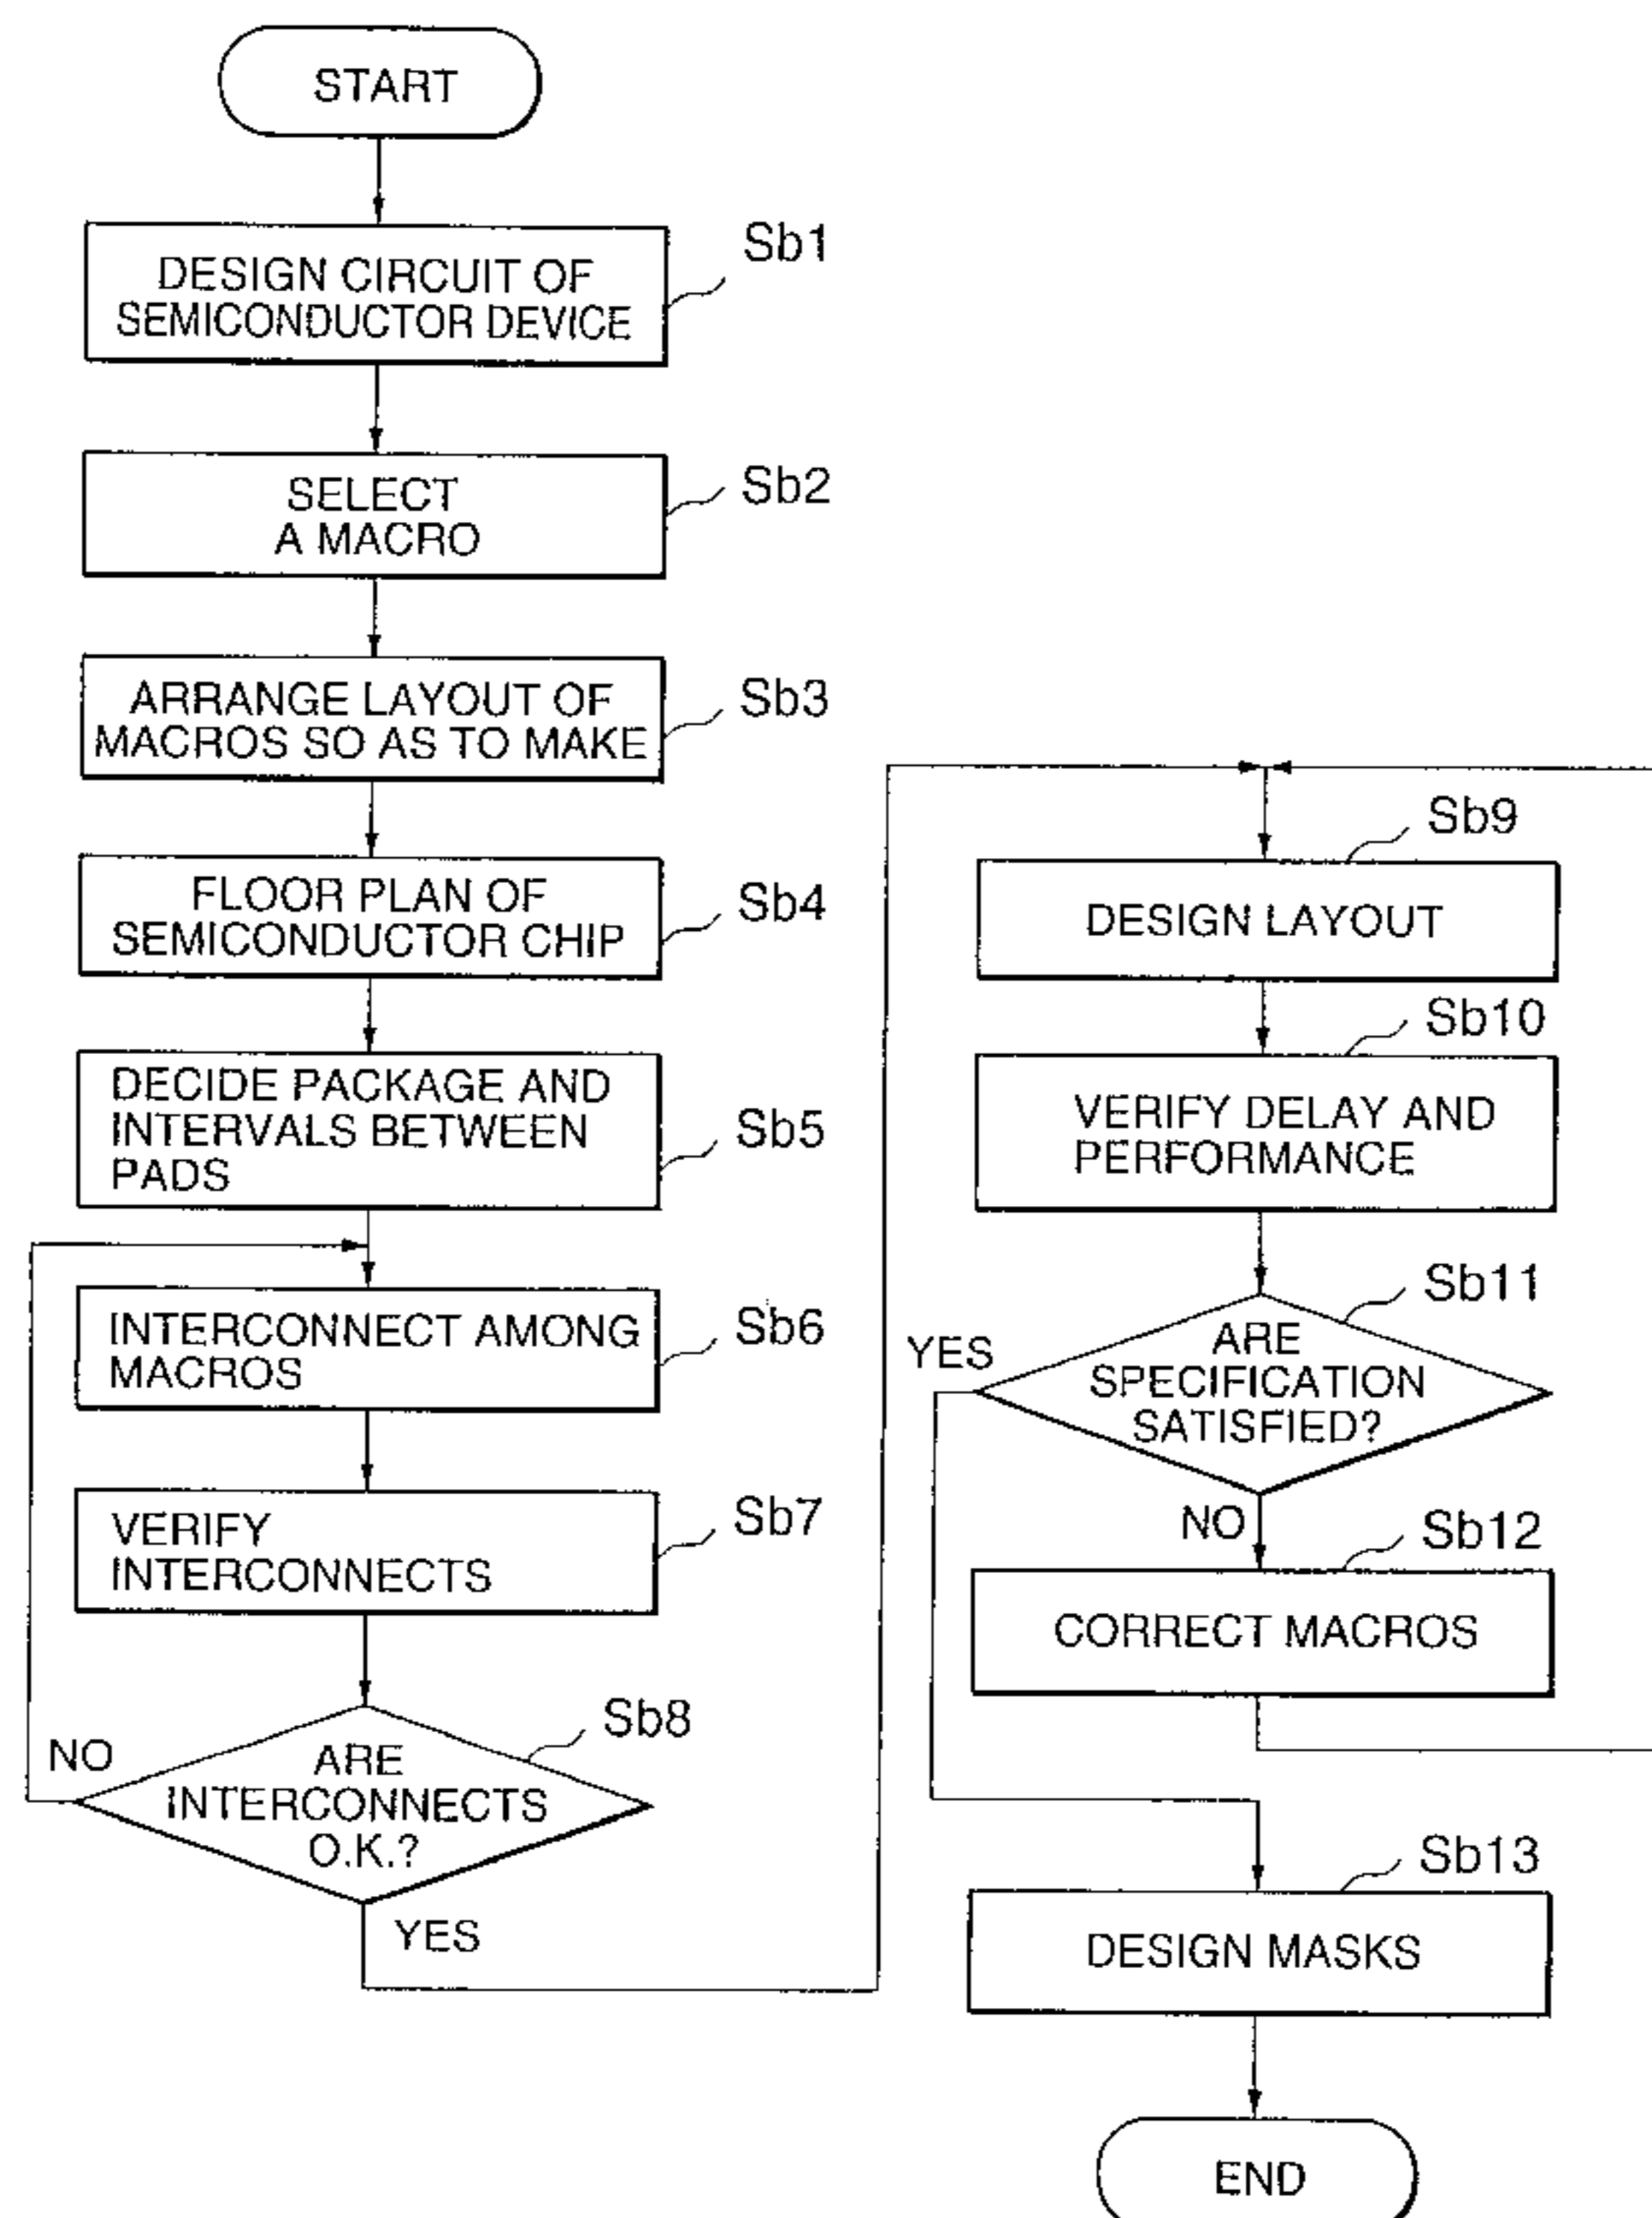 START
Sb1
DESIGN CIRCUIT OF
SEMICONDUCTOR DEVICE
Sb2
SELECT
A MACRO
Sb3
ARRANGE LAYOUT OF
MACROS SO AS TO MAKE
Sb4
FLOOR PLAN OF
SEMICONDUCTOR CHIP
Sb5
DECIDE PACKAGE AND
INTERVALS BETWEEN
PADS
Sb6
INTERCONNECT AMONG
MACROS
Sb7
VERIFY
INTERCONNECTS
Sb8
NO
ARE
INTERCONNECTS
O.K.?
YES
Sb9
DESIGN LAYOUT
Sb10
VERIFY DELAY AND
PERFORMANCE
Sb11
YES
ARE
SPECIFICATION
SATISFIED?
NO
Sb12
CORRECT MACROS
Sb13
DESIGN MASKS
END